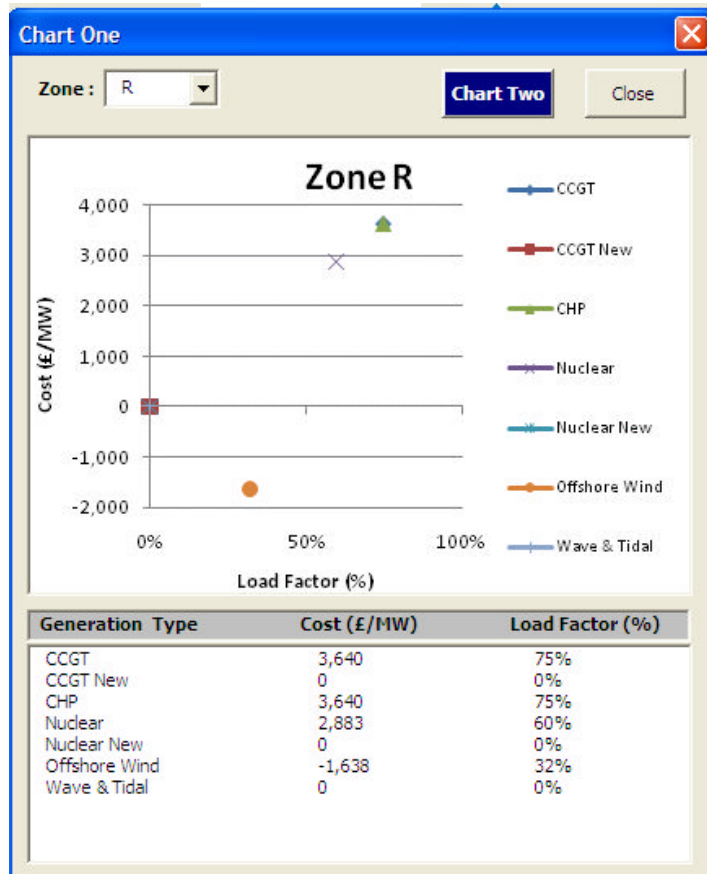 Chart One
Zone : R Chart Two Close
Zone R
4,000
3,000
2,000
1,000
0
-1,000
-2,000
Cost (£/MW)
0% 50% 100%
Load Factor (%)
CCGT
CCGT New
CHP
Nuclear
Nuclear New
Offshore Wind
Wave & Tidal
Generation Type Cost (£/MW) Load Factor (%)
CCGT 3,640 75%
CCGT New 0 0%
CHP 3,640 75%
Nuclear 2,883 60%
Nuclear New 0 0%
Offshore Wind -1,638 32%
Wave & Tidal 0 0%